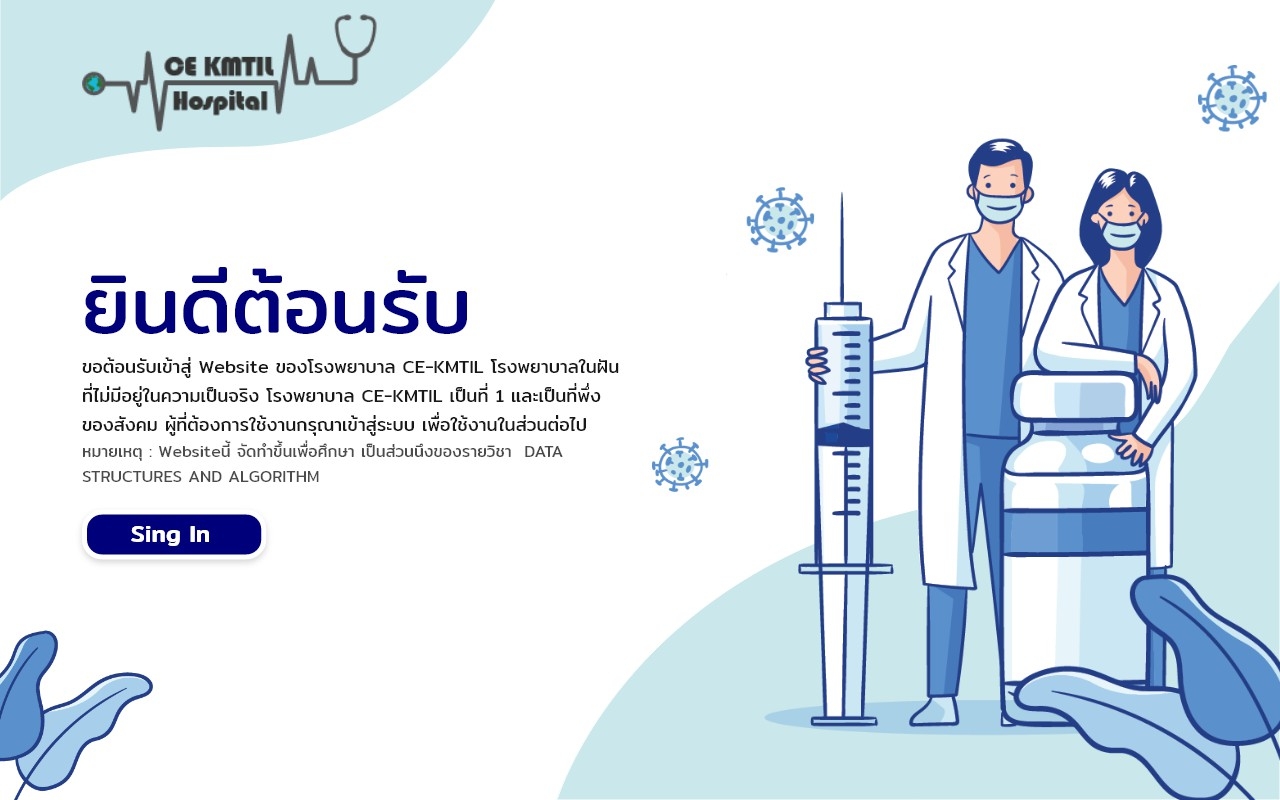 CE KMTIL
Hospital
ยินดีต้อนรับ
ขอต้อนรับเข้าสู่ Website ของโรงพยาบาล CE-KMTIL โรงพยาบาลในฝัน
ที่ไม่มีอยู่ในความเป็นจริง โรงพยาบาล CE-KMTIL เป็นที่ 1 และเป็นที่พึ่ง
ของสังคม ผู้ที่ต้องการใช้งานกรุณาเข้าสู่ระบบ เพื่อใช้งานในส่วนต่อไป
หมายเหตุ : Websiteนี้ จัดทำขึ้นเพื่อศึกษา เป็นส่วนนึงของรายวิชา DATA
STRUCTURES AND ALGORITHM
Sing In